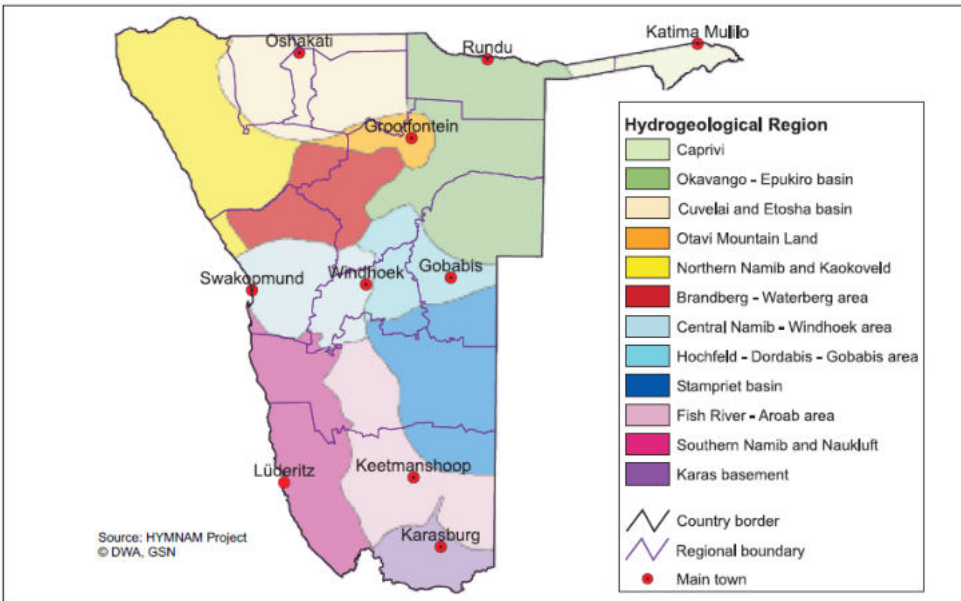 Oshakati
Rundu
Katima Mulilo
Grootfontein
Swakopmund
Windhoek
Gobabis
Lüderitz
Keetmanshoop
Karasburg
Source: HYMNAM Project
© DWA, GSN
Hydrogeological Region
Caprivi
Okavango - Epukiro basin
Cuvelai and Etosha basin
Otavi Mountain Land
Northern Namib and Kaokoveld
Brandberg - Waterberg area
Central Namib - Windhoek area
Hochfeld - Dordabis - Gobabis area
Stampriet basin
Fish River - Aroab area
Southern Namib and Naukluft
Karas basement
Country border
Regional boundary
Main town